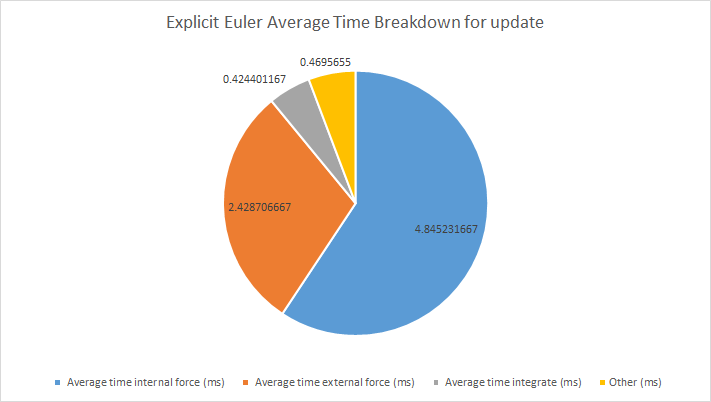 Explicit Euler Average Time Breakdown for update
0.4695655
0.424401167
2.428706667
4.845231667
Average time internal force (ms) Average time external force (ms) Average time integrate (ms) Other (ms)